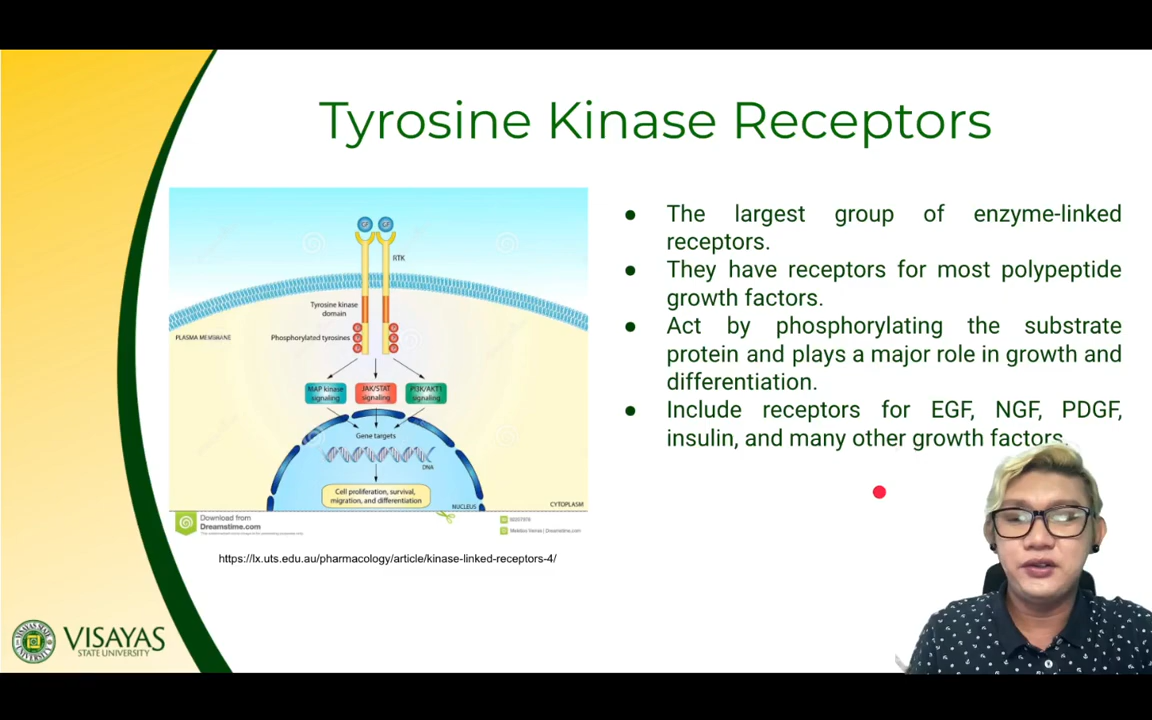 Tyrosine Kinase Receptors
RTK
Tyrosine kinase
domain
PLASMA MEMBRANE
Phosphorylated tyrosines
MAP kinase
signaling
JAK/STAT
signaling
PI3K/AKT1
signaling
Gene targets
DNA
Cell proliferation, survival,
migration, and differentiation
NUCLEUS
CYTOPLASM
Download from
Dreamstime.com
https://lx.uts.edu.au/pharmacology/article/kinase-linked-receptors-4/
● The largest group of enzyme-linked
receptors.
● They have receptors for most polypeptide
growth factors.
● Act by phosphorylating the substrate
protein and plays a major role in growth and
differentiation.
● Include receptors for EGF, NGF, PDGF,
insulin, and many other growth factors.
VISAYAS
STATE UNIVERSITY